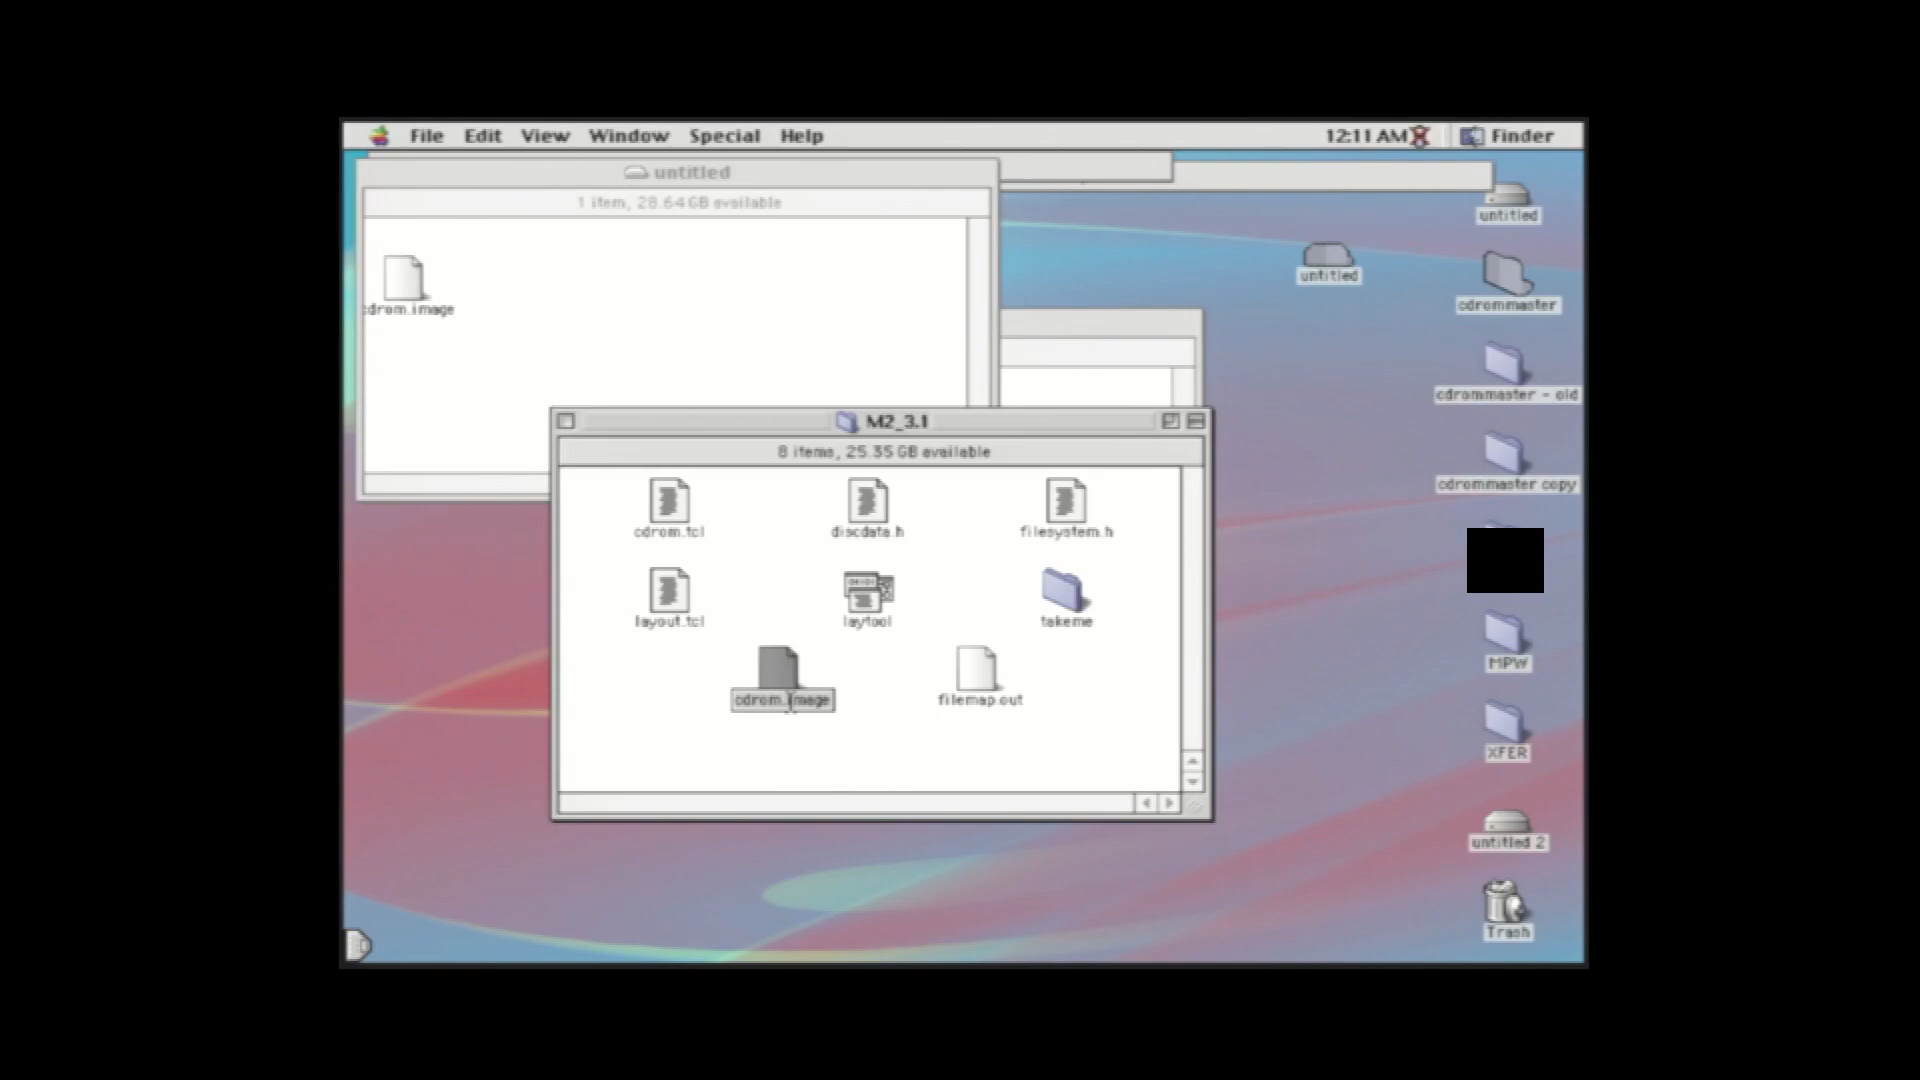 File Edit View Window Special Help 12:11 AM Finder
untitled
1 item, 28.64 GB available
cdrom.image
untitled
untitled
cdrommaster
cdrommaster - old
cdrommaster copy
MPW
XFER
untitled 2
Trash
M2_3.1
8 items, 25.35 GB available
cdrom.tcl discdata.h filesystem.h
layout.tcl laytool takeme
cdrom.image filemap.out